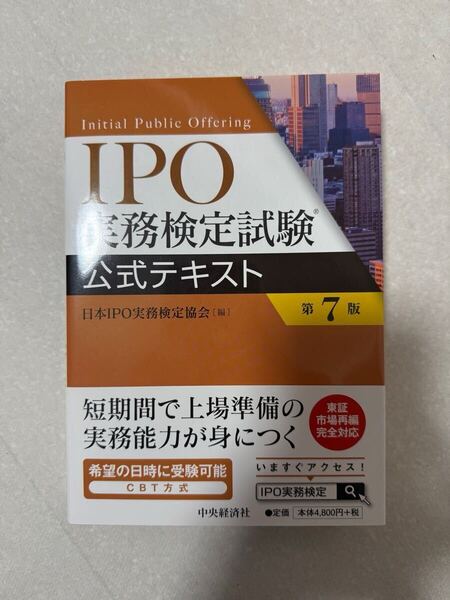 Initial Public Offering
IPO
実務検定試験®
公式テキスト
日本IPO実務検定協会［編］
第7版
短期間で上場準備の
実務能力が身につく
東証
市場再編
完全対応
希望の日時に受験可能
CBT方式
いますぐアクセス！
IPO実務検定
中央経済社
●定価 本体4,800円+税